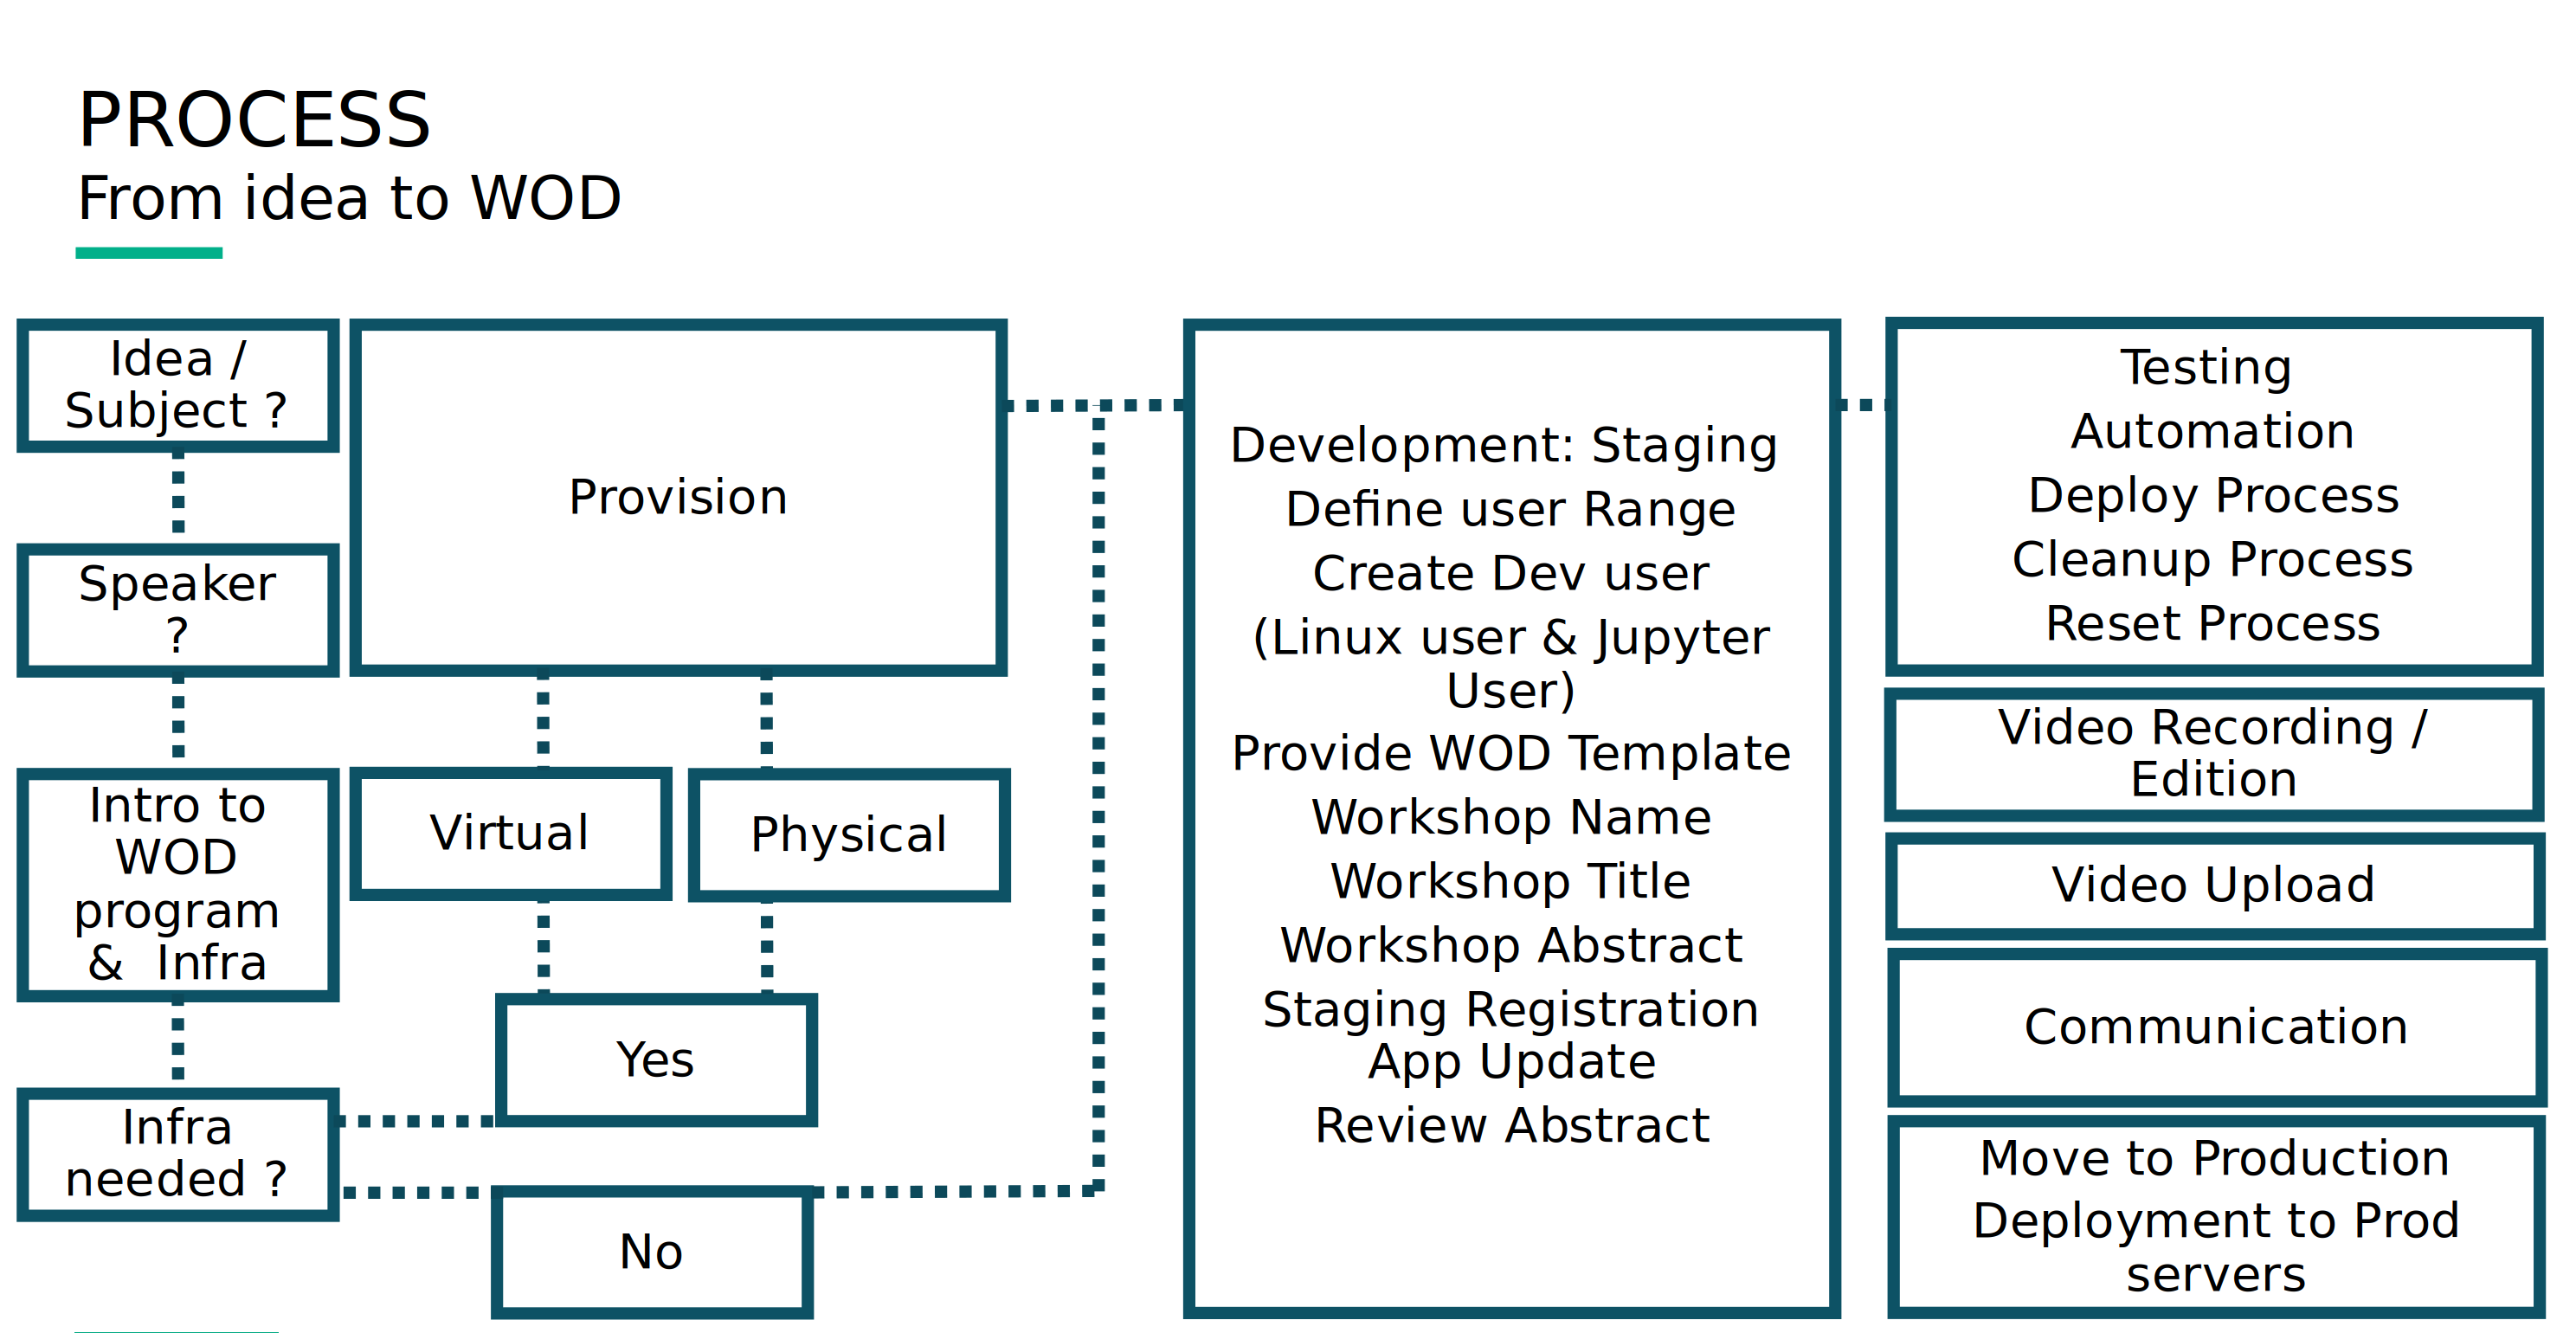 PROCESS
From idea to WOD
Idea /
Subject ?
Speaker
?
Intro to
WOD
program
& Infra
Infra
needed ?
Provision
Virtual
Physical
Yes
No
Development: Staging
Define user Range
Create Dev user
(Linux user & Jupyter
User)
Provide WOD Template
Workshop Name
Workshop Title
Workshop Abstract
Staging Registration
App Update
Review Abstract
Testing
Automation
Deploy Process
Cleanup Process
Reset Process
Video Recording /
Edition
Video Upload
Communication
Move to Production
Deployment to Prod
servers